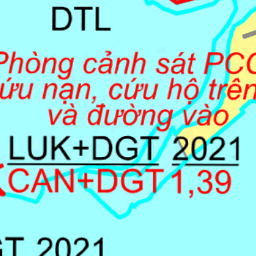 DTL
Phòng cảnh sát PCC
ứu nạn, cứu hộ trên
và đường vào
LUK+DGT 2021
CAN+DGT 1,39
GT 2021